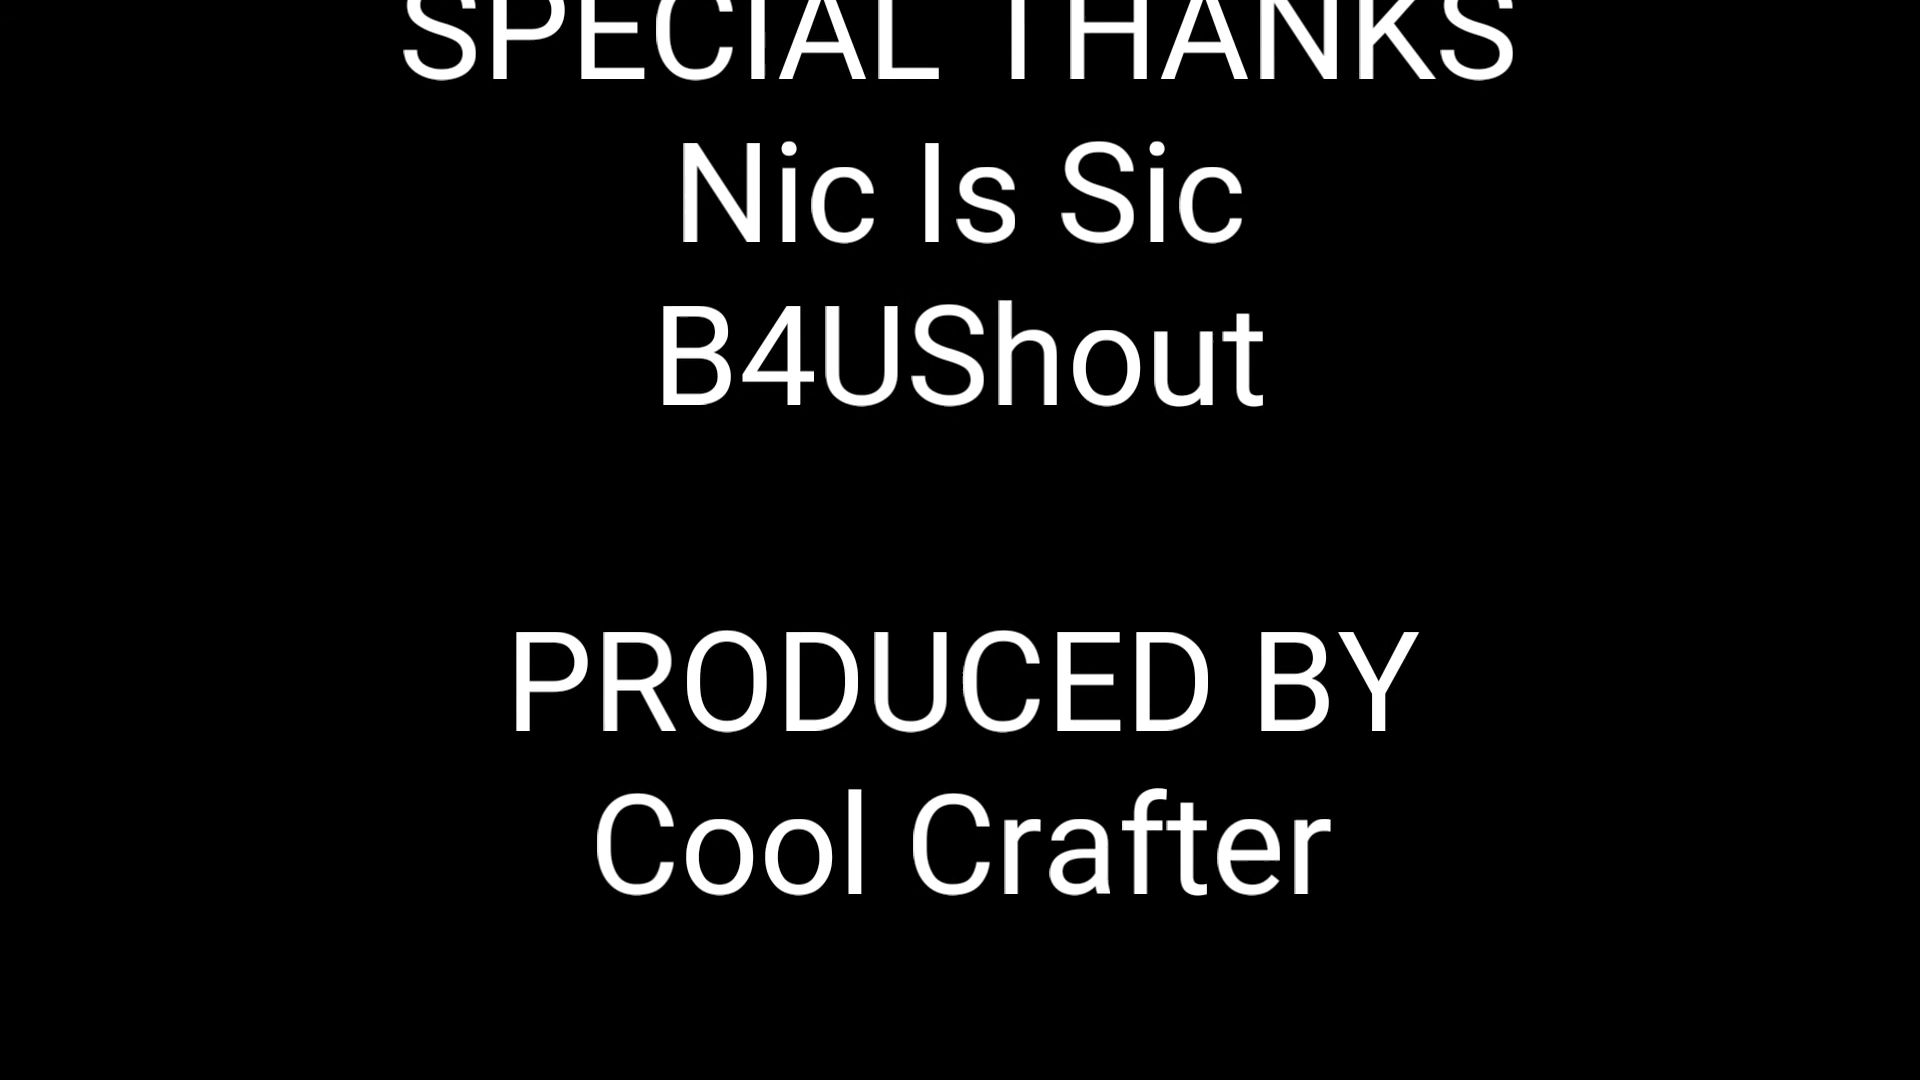 SPECIAL THANKS
Nic Is Sic
B4UShout
PRODUCED BY
Cool Crafter